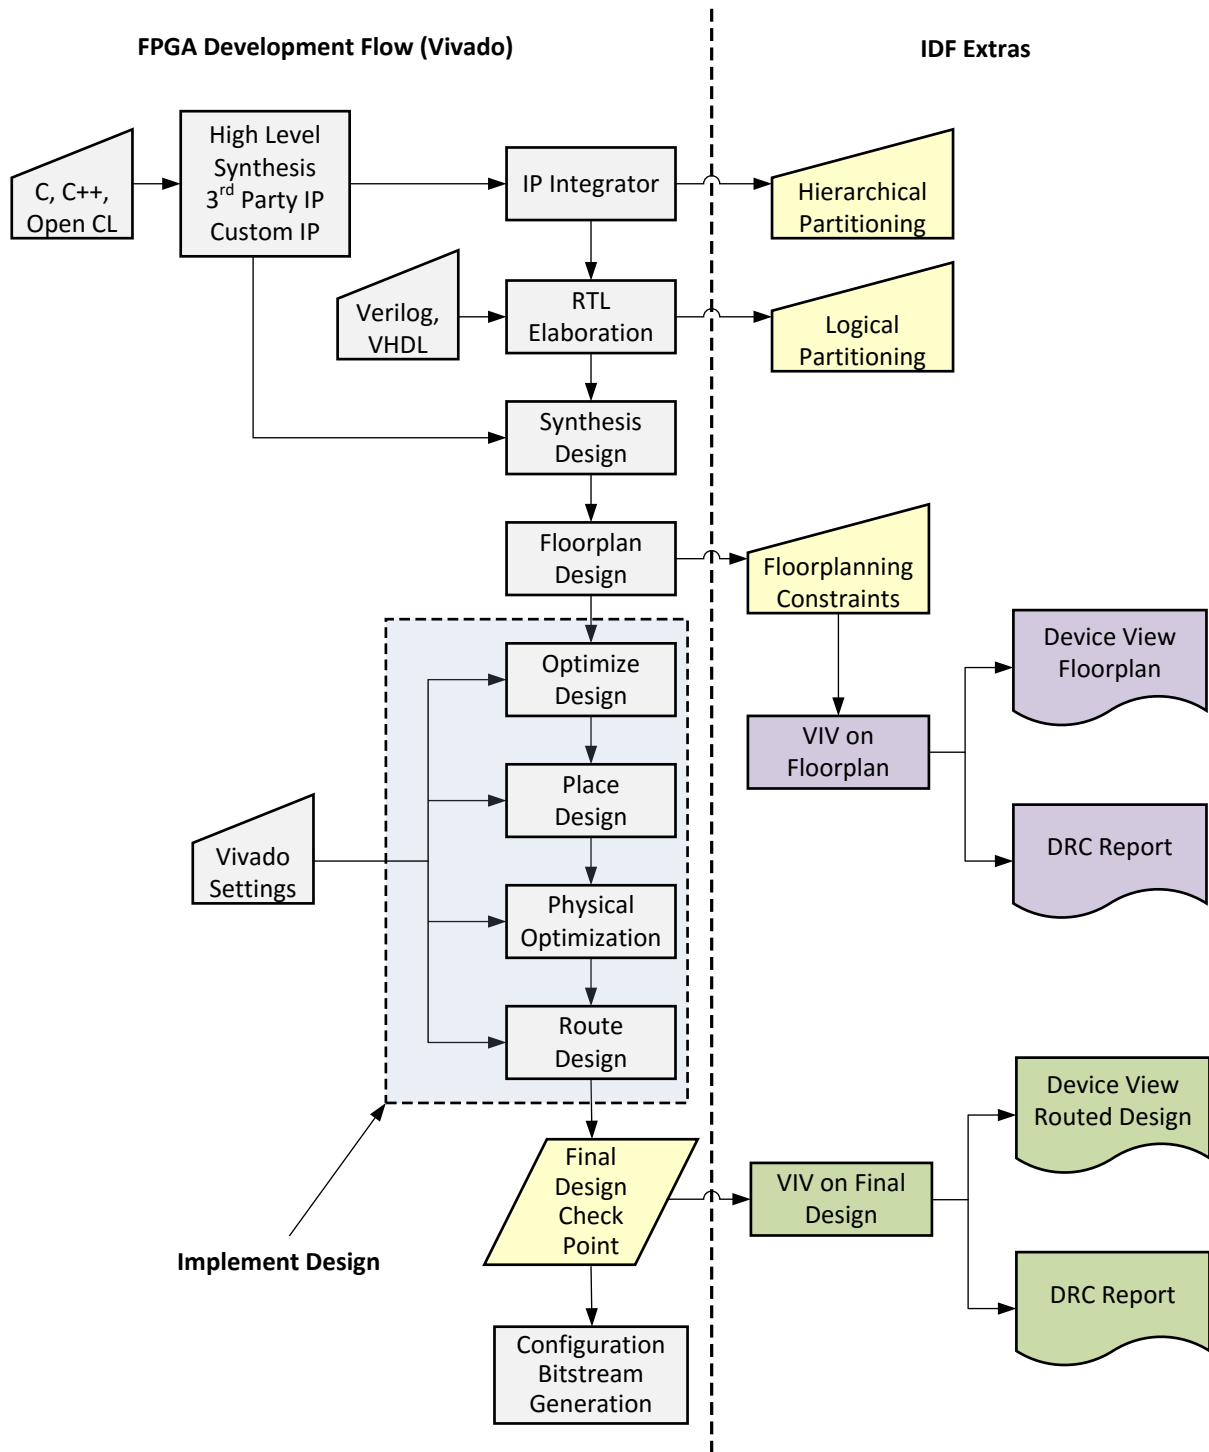 FPGA Development Flow (Vivado)
IDF Extras
C, C++,
Open CL
High Level
Synthesis
3rd Party IP
Custom IP
IP Integrator
Hierarchical
Partitioning
Verilog,
VHDL
RTL
Elaboration
Logical
Partitioning
Synthesis
Design
Floorplan
Design
Floorplanning
Constraints
Optimize
Design
Device View
Floorplan
VIV on
Floorplan
Place
Design
Vivado
Settings
DRC Report
Physical
Optimization
Route
Design
Device View
Routed Design
Final
Design
Check
Point
VIV on Final
Design
Implement Design
DRC Report
Configuration
Bitstream
Generation